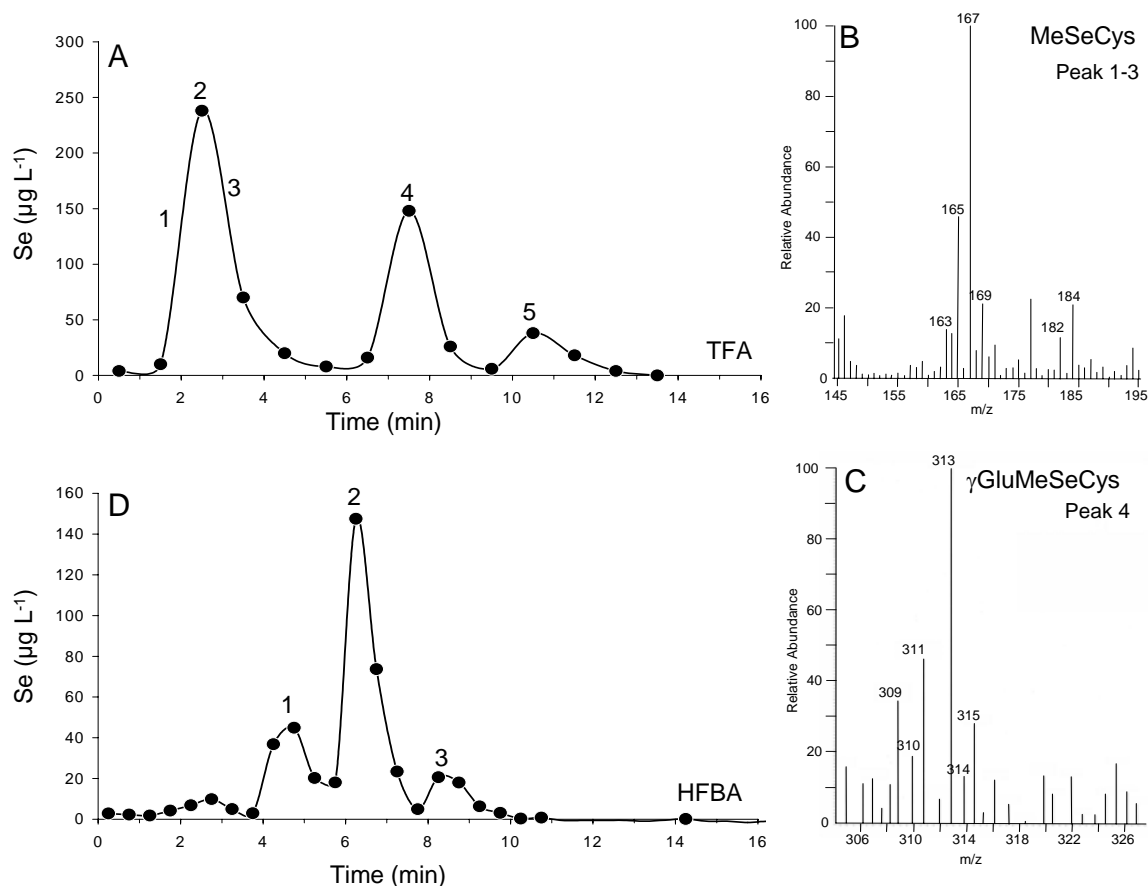 A
300
250
200
150
100
50
0
Se (µg L-1)
1
2
3
4
5
TFA
0 2 4 6 8 10 12 14 16
Time (min)
B
MeSeCys
Peak 1-3
100
80
60
40
20
0
Relative Abundance
167
165
169
163
184
182
145 155 165 175 185 195
m/z
D
160
140
120
100
80
60
40
20
0
Se (µg L-1)
2
1
3
HFBA
0 2 4 6 8 10 12 14 16
Time (min)
C
γGluMeSeCys
Peak 4
100
80
60
40
20
0
Relative Abundance
313
311
309
315
310
314
306 310 314 318 322 326
m/z